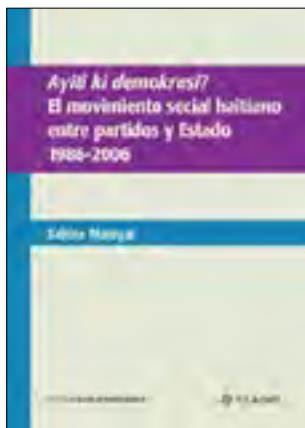 Ayiti ki demokrasi?
El movimiento social haitiano
entre partidos y Estado
1986-2006
Sabine Manigat